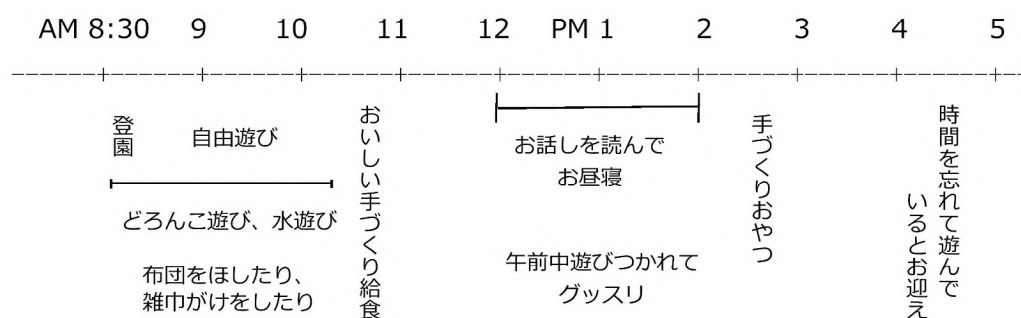 AM 8:30 9 10 11 12 PM 1 2 3 4 5
登園
自由遊び
どろんこ遊び、水遊び
布団をほしたり、
雑巾がけをしたり
おいしい手づくり給食
お話しを読んで
お昼寝
午前中遊びつかれて
グッスリ
手づくりおやつ
時間を忘れて遊んで
いるとお迎え